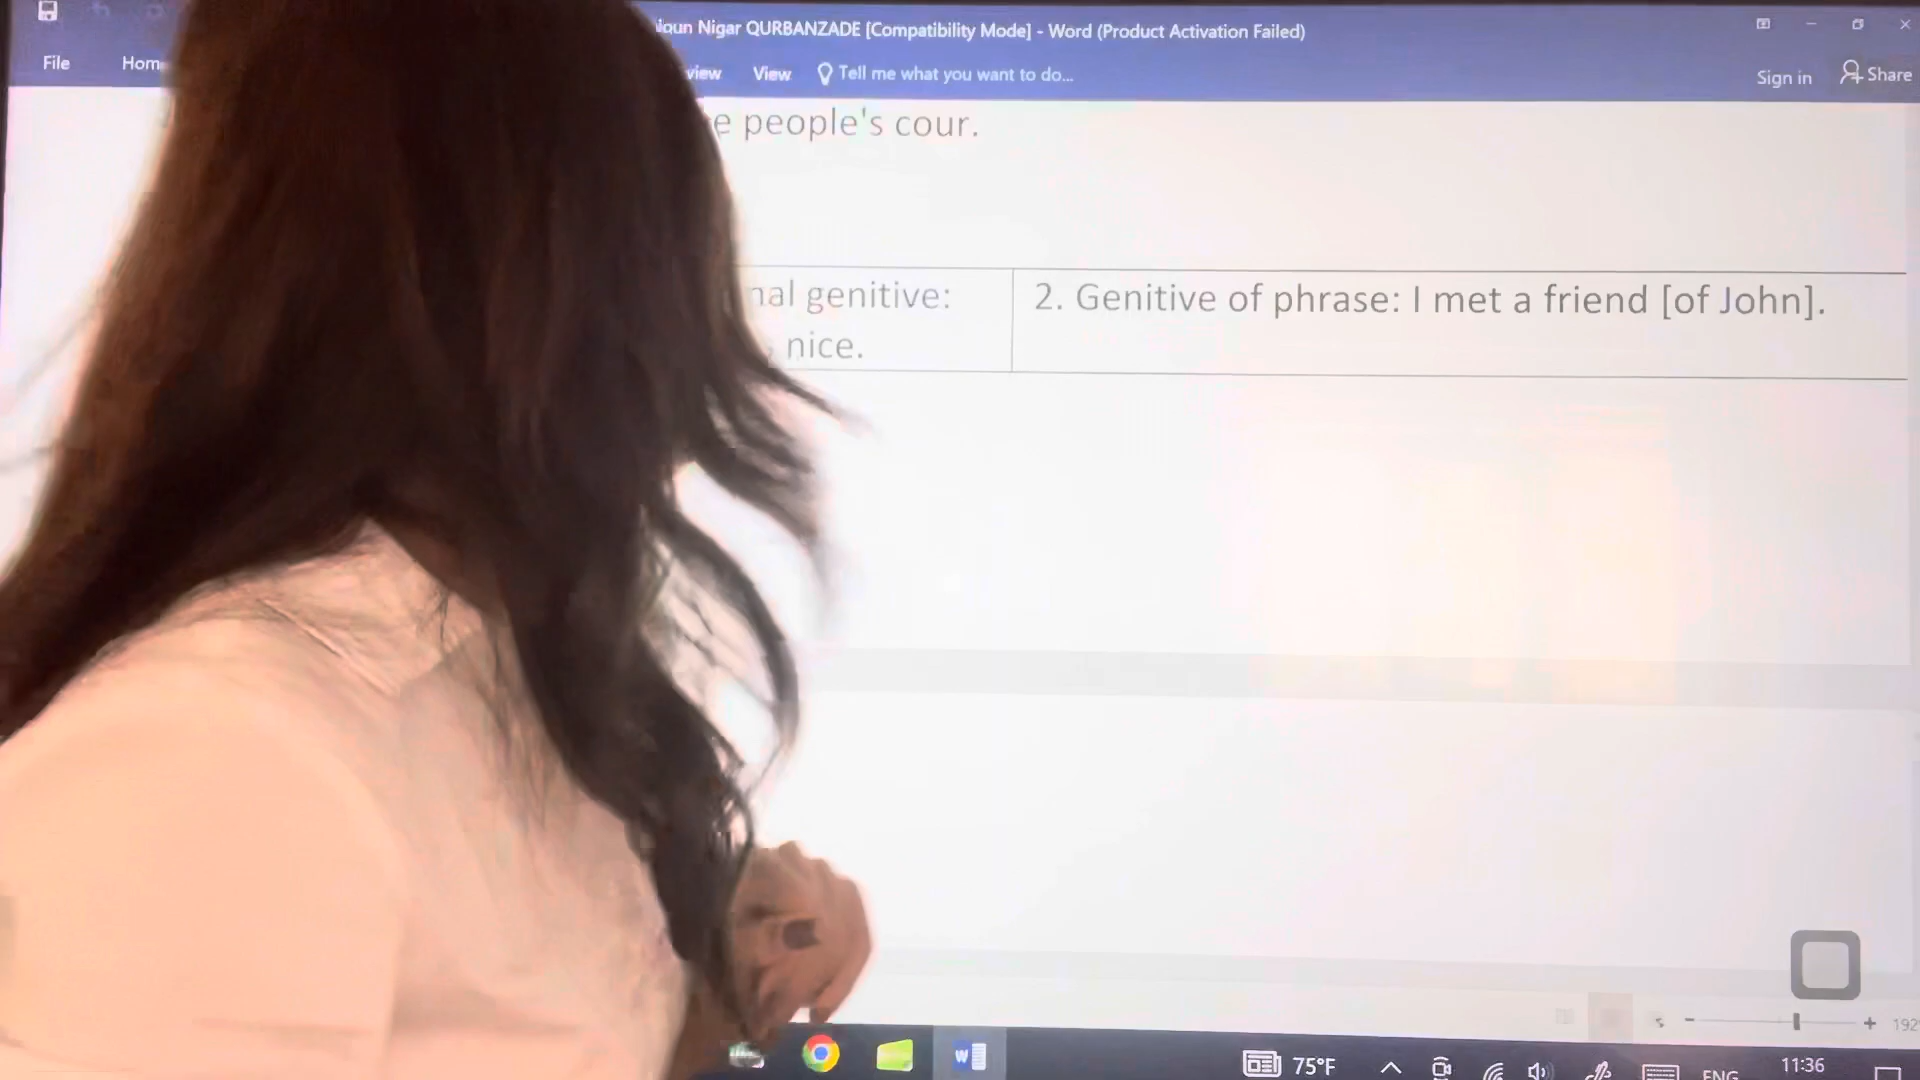 Nigar QURBANZADE [Compatibility Mode] - Word (Product Activation Failed)
File View Tell me what you want to do... Sign in Share
people's cour.
genitive:
nice.
2. Genitive of phrase: I met a friend [of John].
75°F ENG 11:36